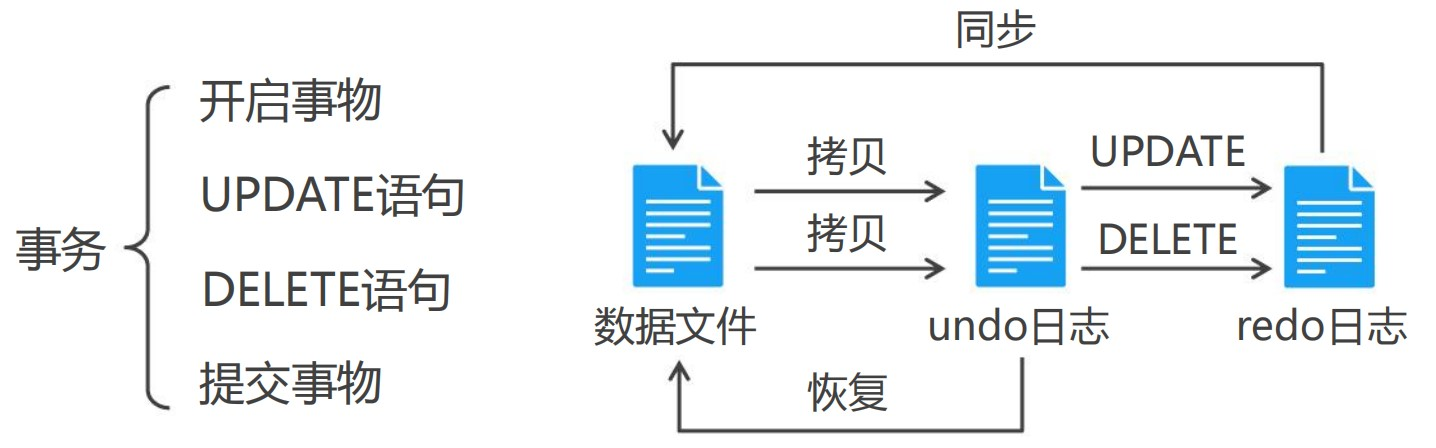 事务
开启事物
UPDATE语句
DELETE语句
提交事物
同步
拷贝
UPDATE
拷贝
DELETE
数据文件
undo日志
redo日志
恢复